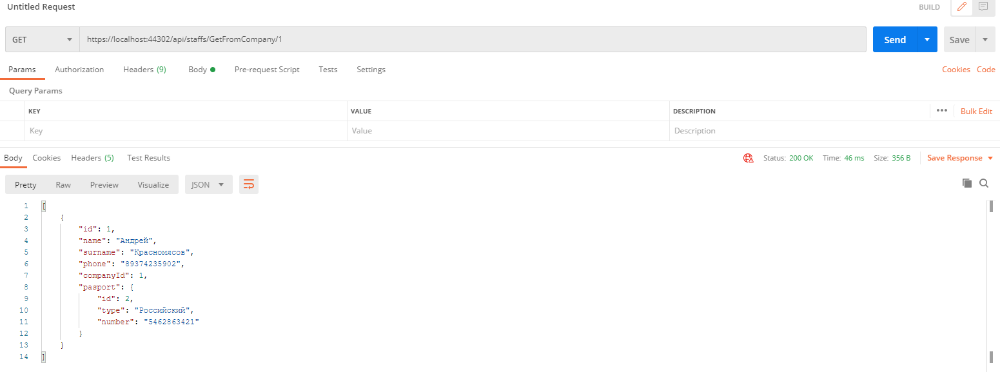 Untitled Request BUILD
GET https://localhost:44302/api/staffs/GetFromCompany/1 Send Save
Params Authorization Headers (9) Body Pre-request Script Tests Settings Cookies Code
Query Params
KEY VALUE DESCRIPTION ••• Bulk Edit
Key Value Description
Body Cookies Headers (5) Test Results Status: 200 OK Time: 46 ms Size: 356 B Save Response
Pretty Raw Preview Visualize JSON
1 [
2 {
3 "id": 1,
4 "name": "Андрей",
5 "surname": "Красномясов",
6 "phone": "89374235902",
7 "companyId": 1,
8 "pasport": {
9 "id": 2,
10 "type": "Российский",
11 "number": "5462863421"
12 }
13 }
14 ]